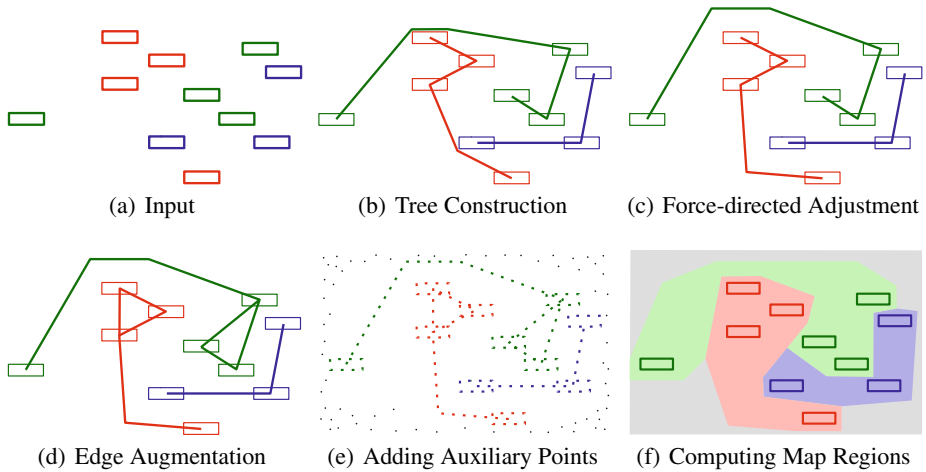 (a) Input
(b) Tree Construction
(c) Force-directed Adjustment
(d) Edge Augmentation
(e) Adding Auxiliary Points
(f) Computing Map Regions